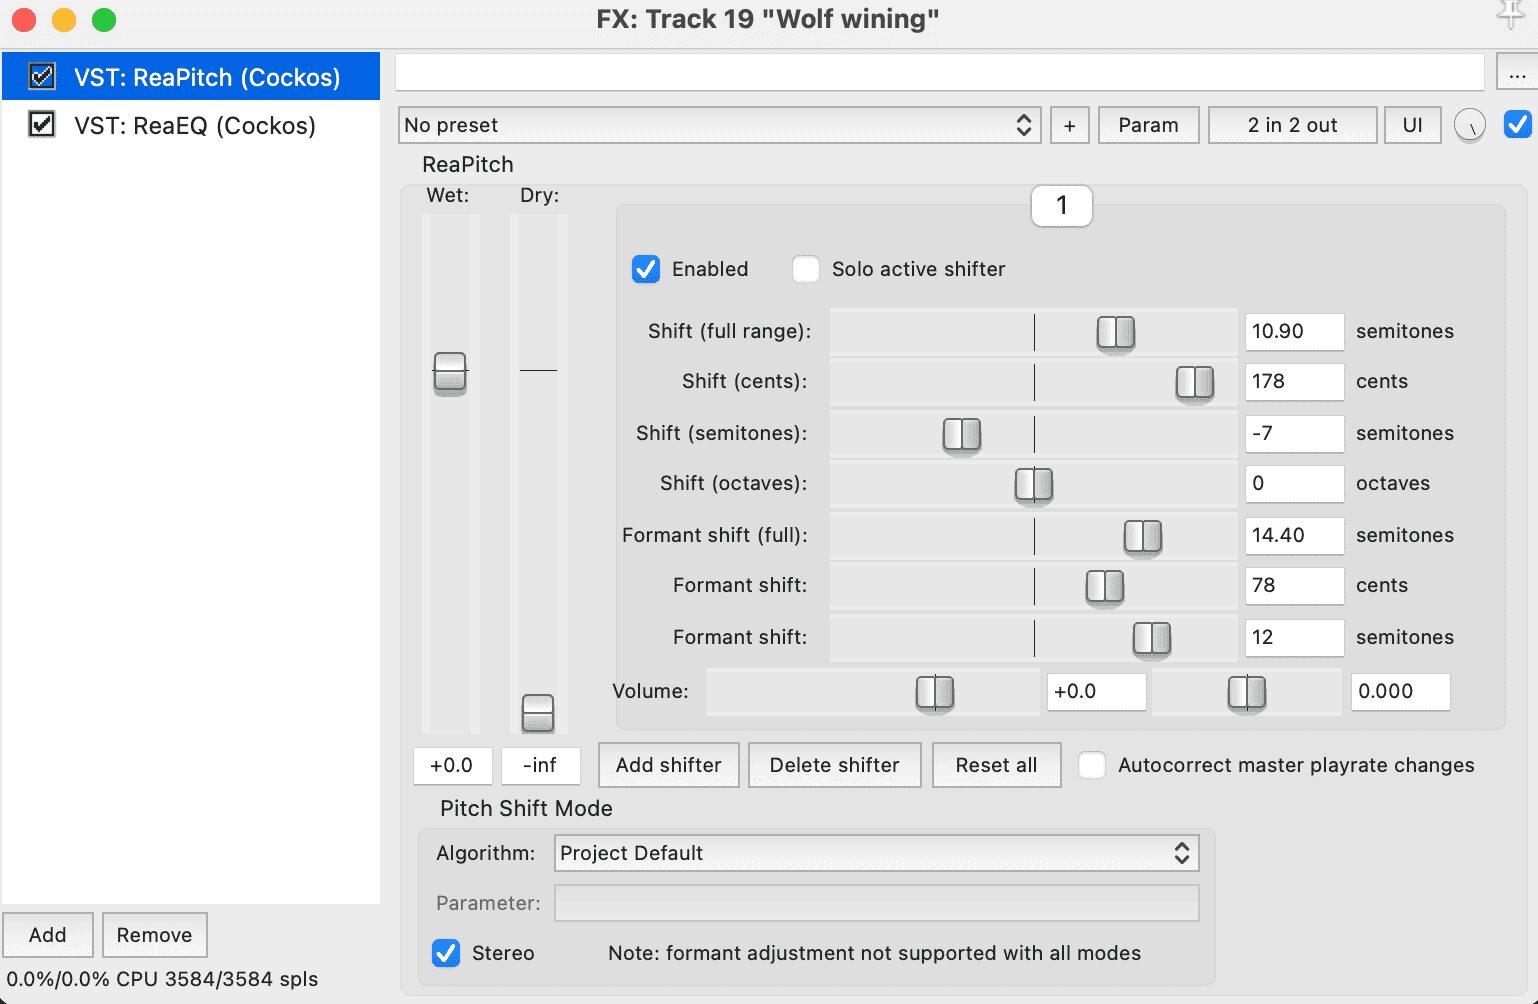 FX: Track 19 "Wolf wining"
VST: ReaPitch (Cockos)
VST: ReaEQ (Cockos)
...
No preset
+
Param
2 in 2 out
UI
ReaPitch
Wet:
Dry:
1
Enabled
Solo active shifter
Shift (full range): 10.90 semitones
Shift (cents): 178 cents
Shift (semitones): -7 semitones
Shift (octaves): 0 octaves
Formant shift (full): 14.40 semitones
Formant shift: 78 cents
Formant shift: 12 semitones
Volume: +0.0 0.000
+0.0
-inf
Add shifter
Delete shifter
Reset all
Autocorrect master playrate changes
Pitch Shift Mode
Algorithm: Project Default
Parameter:
Stereo
Note: formant adjustment not supported with all modes
Add
Remove
0.0%/0.0% CPU 3584/3584 spls